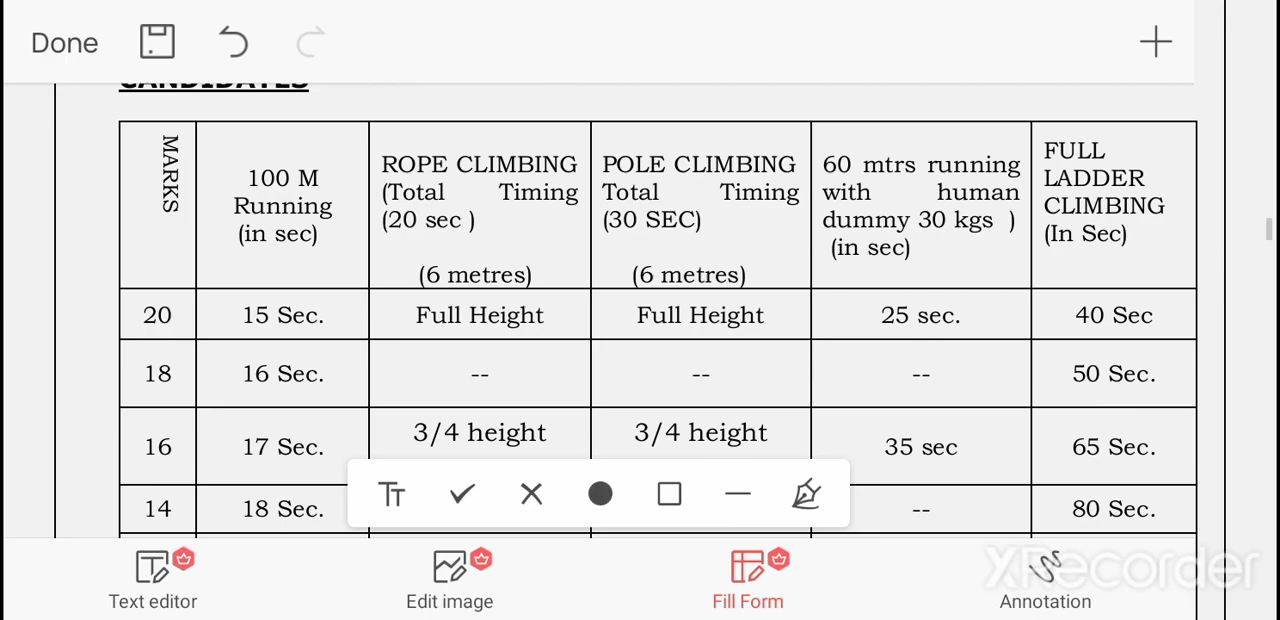 Done
CANDIDATES
MARKS
100 M
Running
(in sec)
ROPE CLIMBING
(Total Timing
(20 sec )
(6 metres)
POLE CLIMBING
Total Timing
(30 SEC)
(6 metres)
60 mtrs running
with human
dummy 30 kgs )
(in sec)
FULL
LADDER
CLIMBING
(In Sec)
20 15 Sec. Full Height Full Height 25 sec. 40 Sec
18 16 Sec. -- -- -- 50 Sec.
16 17 Sec. 3/4 height 3/4 height 35 sec 65 Sec.
14 18 Sec. -- 80 Sec.
Text editor Edit image Fill Form Annotation
XRecorder